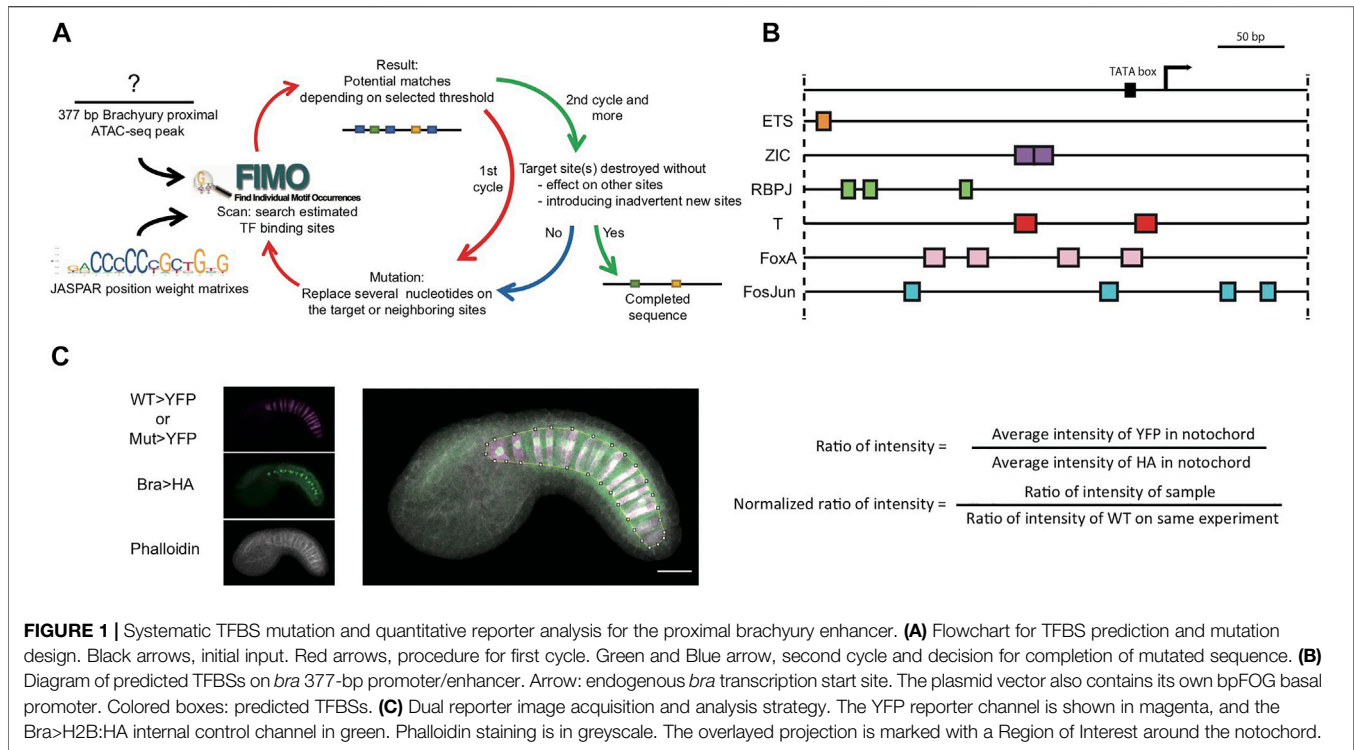 A
?
377 bp Brachyury proximal
ATAC-seq peak
FIMO
Find Individual Motif Occurrences
Scan: search estimated
TF binding sites
JASPAR position weight matrixes
Result:
Potential matches
depending on selected threshold
1st
cycle
2nd cycle and
more
Target site(s) destroyed without
- effect on other sites
- introducing inadvertent new sites
No
Yes
Mutation:
Replace several nucleotides on
the target or neighboring sites
Completed
sequence
B
50 bp
TATA box
ETS
ZIC
RBPJ
T
FoxA
FosJun
C
WT>YFP
or
Mut>YFP
Bra>HA
Phalloidin
Ratio of intensity =
Average intensity of YFP in notochord
Average intensity of HA in notochord
Normalized ratio of intensity =
Ratio of intensity of sample
Ratio of intensity of WT on same experiment
FIGURE 1 | Systematic TFBS mutation and quantitative reporter analysis for the proximal brachyury enhancer. (A) Flowchart for TFBS prediction and mutation
design. Black arrows, initial input. Red arrows, procedure for first cycle. Green and Blue arrow, second cycle and decision for completion of mutated sequence. (B)
Diagram of predicted TFBSs on bra 377-bp promoter/enhancer. Arrow: endogenous bra transcription start site. The plasmid vector also contains its own bpFOG basal
promoter. Colored boxes: predicted TFBSs. (C) Dual reporter image acquisition and analysis strategy. The YFP reporter channel is shown in magenta, and the
Bra>H2B:HA internal control channel in green. Phalloidin staining is in greyscale. The overlayed projection is marked with a Region of Interest around the notochord.